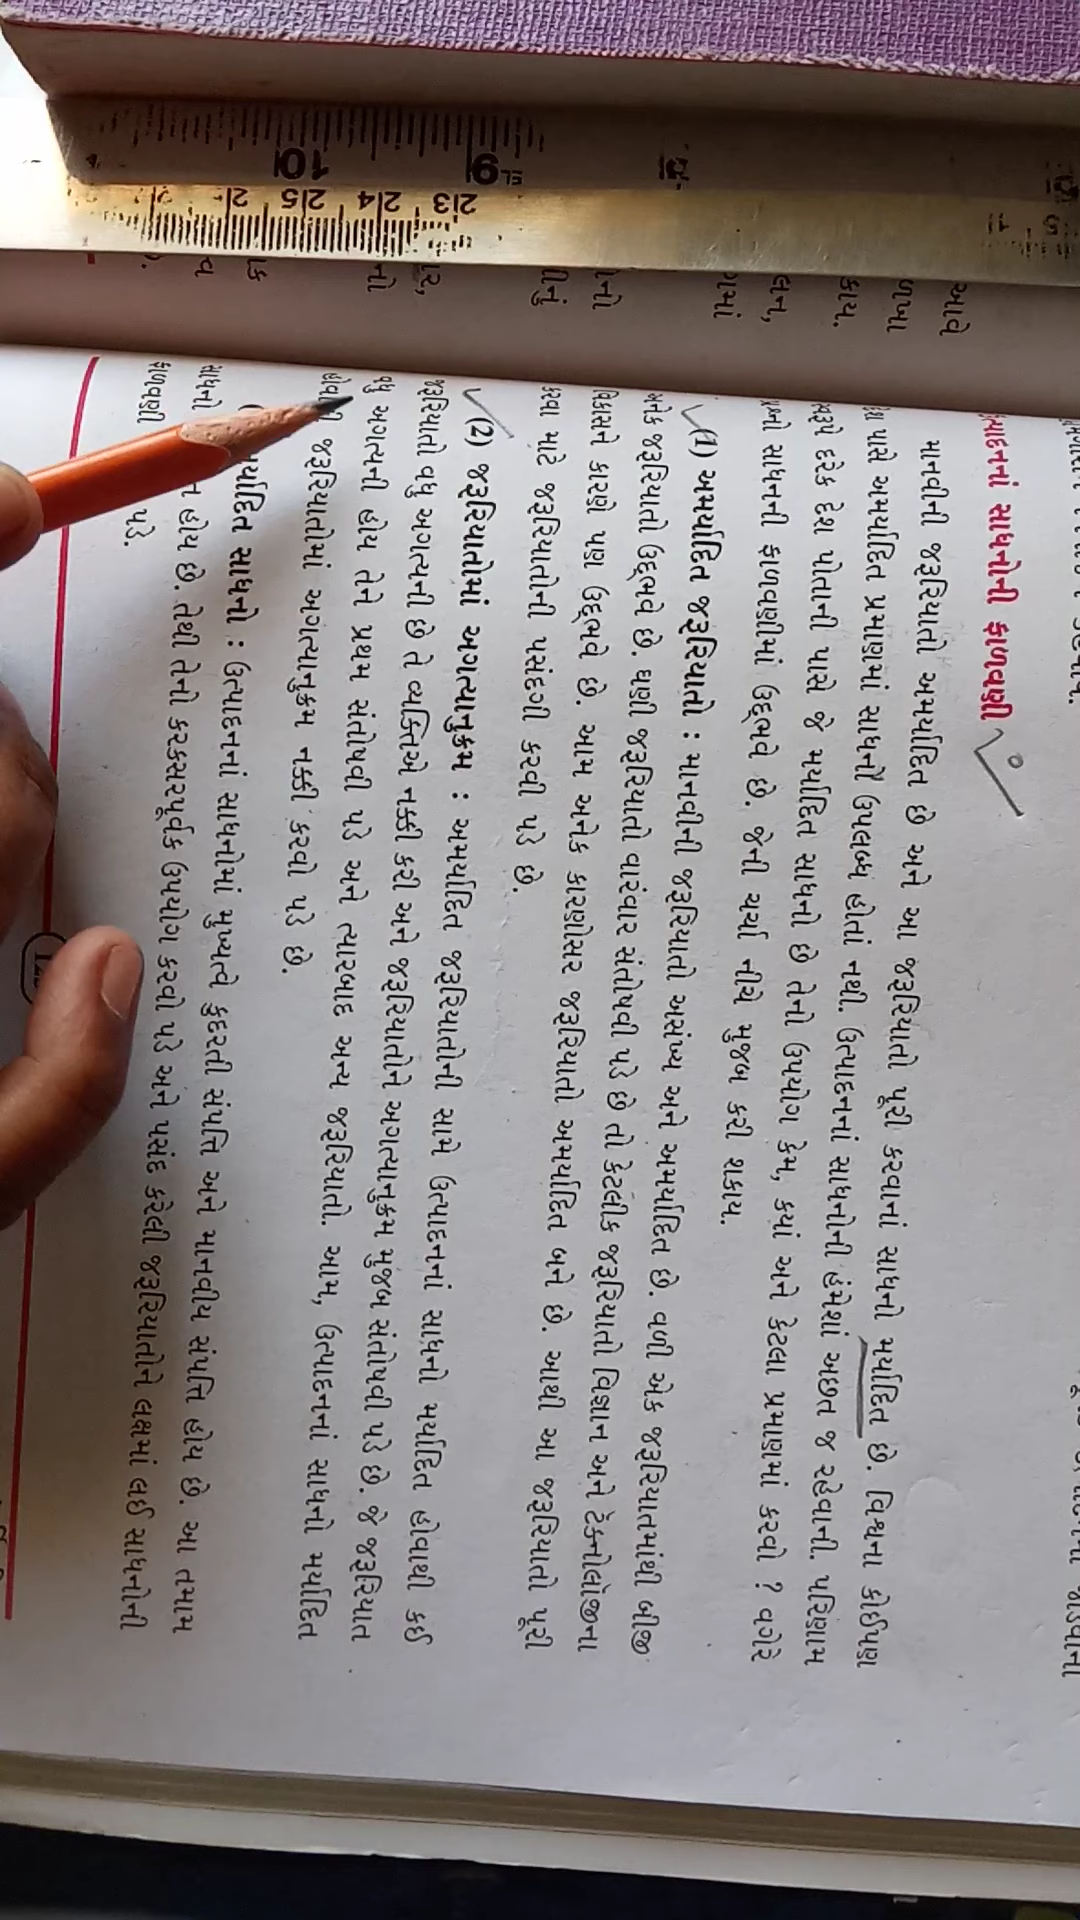 સાધનોની ફાળવણી
માનવીની જરૂરિયાતો અમર્યાદિત છે અને આ જરૂરિયાતો પૂરી કરવાનાં સાધનો મર્યાદિત છે. વિશ્વના કોઈપણ
પાસે અમર્યાદિત પ્રમાણમાં સાધનો ઉપલબ્ધ હોતાં નથી. ઉત્પાદનનાં સાધનોની હંમેશાં અછત જ રહેવાની. પરિણામ
દરેક દેશ પોતાની પાસે જે મર્યાદિત સાધનો છે તેનો ઉપયોગ કેમ, ક્યાં અને કેટલા પ્રમાણમાં કરવો ? વગેરે
સાધનની ફાળવણીમાં ઉદ્ભવે છે. જેની ચર્ચા નીચે મુજબ કરી શકાય.
(1) અમર્યાદિત જરૂરિયાતો : માનવીની જરૂરિયાતો અસંખ્ય અને અમર્યાદિત છે. વળી એક જરૂરિયાતમાંથી બીજી
અનેક જરૂરિયાતો ઉદ્ભવે છે. ઘણી જરૂરિયાતો વારંવાર સંતોષવી પડે છે તો કેટલીક જરૂરિયાતો વિજ્ઞાન અને ટેક્નોલોજીના
વિકાસને કારણે પણ ઉદ્ભવે છે. આમ અનેક કારણોસર જરૂરિયાતો અમર્યાદિત બને છે. આથી આ જરૂરિયાતો પૂરી
કરવા માટે જરૂરિયાતોની પસંદગી કરવી પડે છે.
(2) જરૂરિયાતોમાં અગત્યાનુક્રમ : અમર્યાદિત જરૂરિયાતોની સામે ઉત્પાદનનાં સાધનો મર્યાદિત હોવાથી કઈ
જરૂરિયાતો વધુ અગત્યની છે તે વ્યક્તિએ નક્કી કરી અને જરૂરિયાતોને અગત્યાનુક્રમ મુજબ સંતોષવી પડે છે. જે જરૂરિયાત
વધુ અગત્યની હોય તેને પ્રથમ સંતોષવી પડે અને ત્યારબાદ અન્ય જરૂરિયાતો. આમ, ઉત્પાદનનાં સાધનો મર્યાદિત
જરૂરિયાતોમાં અગત્યાનુક્રમ નક્કી કરવો પડે છે.
સાધનો : ઉત્પાદનનાં સાધનોમાં મુખ્યત્વે કુદરતી સંપત્તિ અને માનવીય સંપત્તિ હોય છે. આ તમામ
સાધનો હોય છે. તેથી તેનો કરકસરપૂર્વક ઉપયોગ કરવો પડે અને પસંદ કરેલી જરૂરિયાતોને લક્ષમાં લઈ સાધનોની
ફાળવણી પડે.
આવે
કાય.
ગમાં
9
10